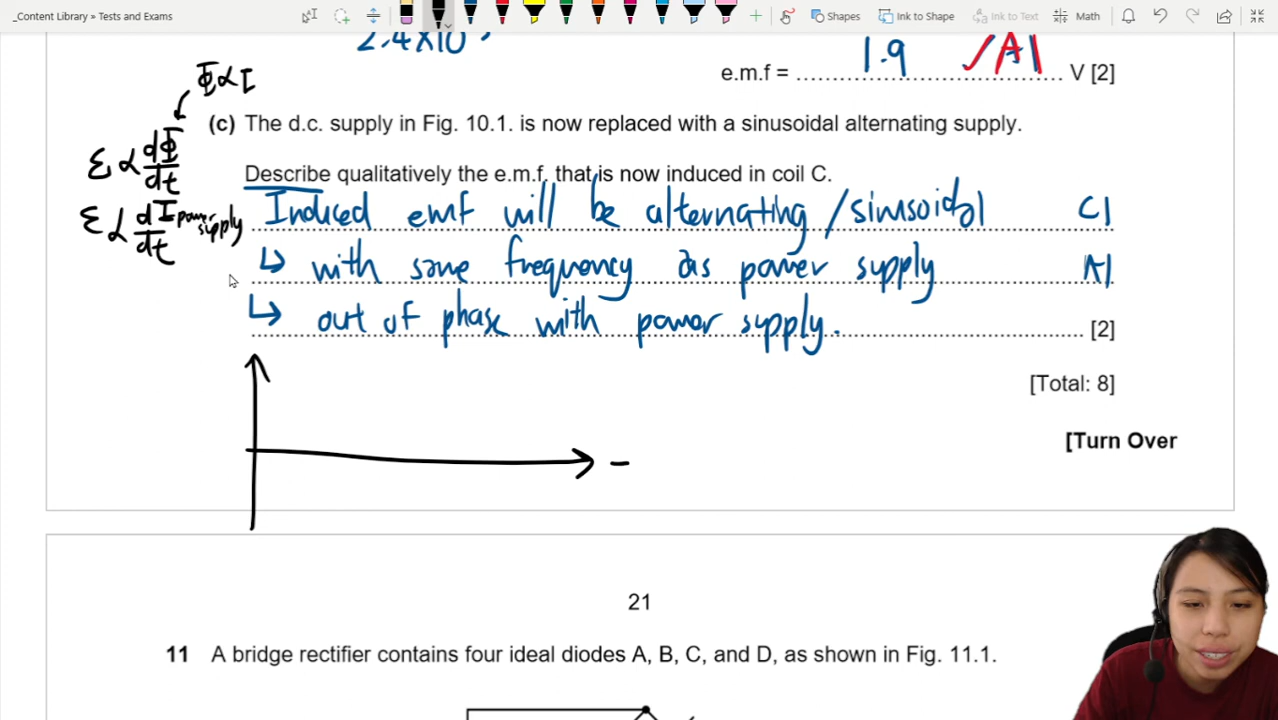 _Content Library » Tests and Exams
Shapes
Ink to Shape
Ink to Text
Math
2.4×10
1.9 ✓A1
e.m.f = ........................................ V [2]
Φ∝I
(c) The d.c. supply in Fig. 10.1. is now replaced with a sinusoidal alternating supply.
ε ∝ dΦ/dt
Describe qualitatively the e.m.f. that is now induced in coil C.
ε ∝ dI power supply/dt
Induced emf will be alternating / sinusoidal C1
↳ with same frequency as power supply A1
↳ out of phase with power supply. [2]
[Total: 8]
[Turn Over
21
11 A bridge rectifier contains four ideal diodes A, B, C, and D, as shown in Fig. 11.1.